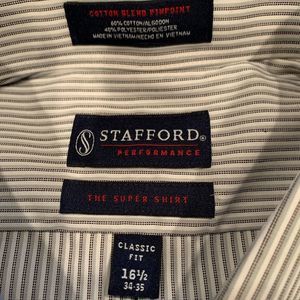 COTTON BLEND PINPOINT
60% COTTON/ALGODON
40% POLYESTER/POLIESTER
MADE IN VIETNAM/HECHO EN VIETNAM
S STAFFORD®
PERFORMANCE
THE SUPER SHIRT
CLASSIC
FIT
16½
34-35